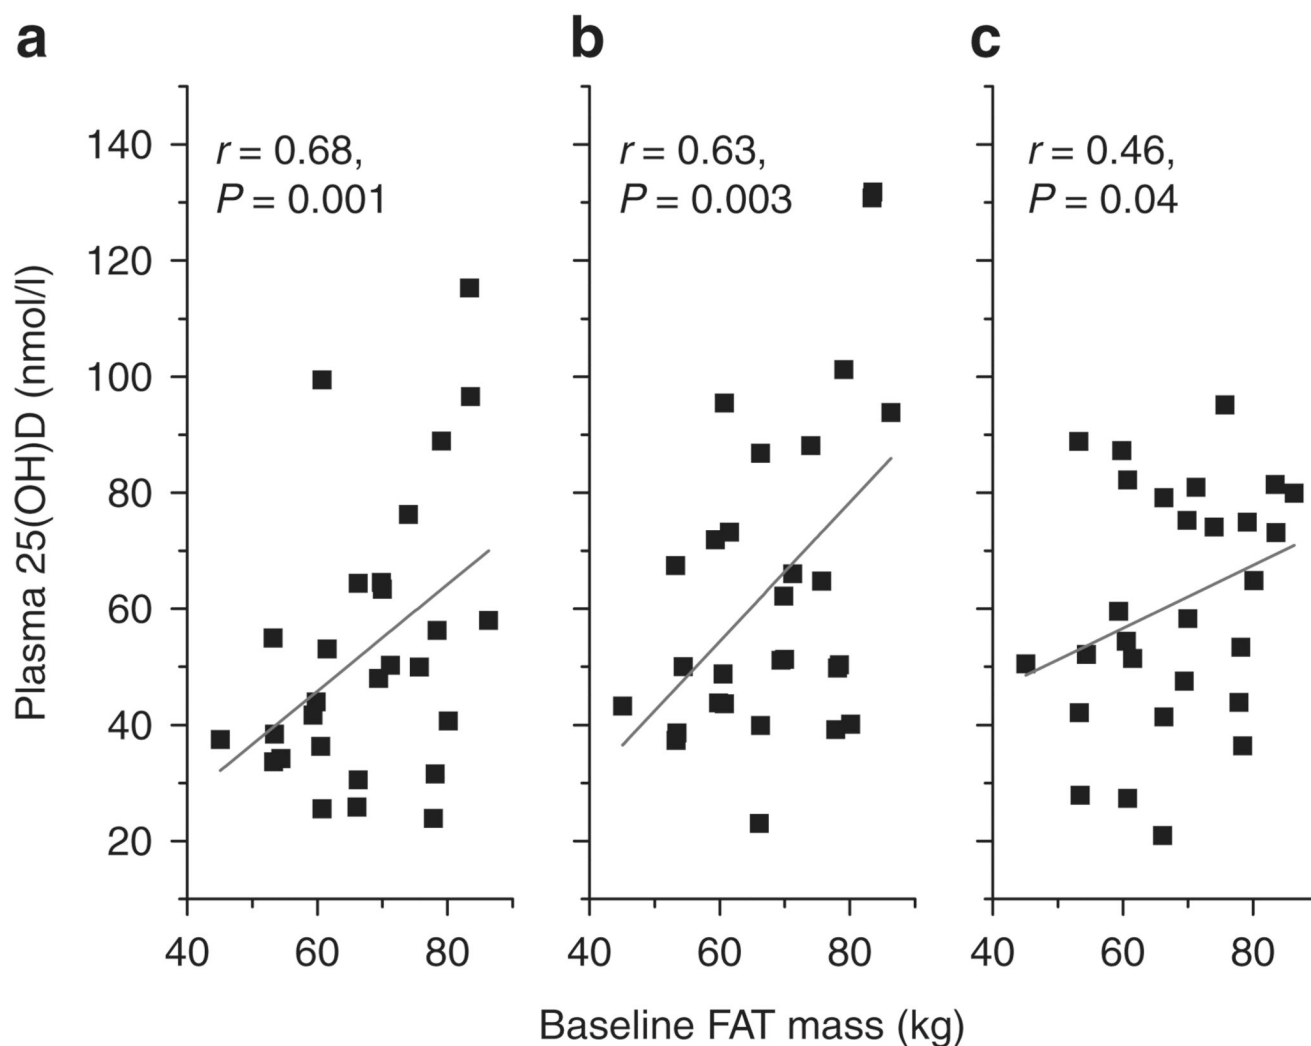 a b c
Plasma 25(OH)D (nmol/l)
140
120
100
80
60
40
20
r = 0.68,
P = 0.001
40 60 80
r = 0.63,
P = 0.003
40 60 80
r = 0.46,
P = 0.04
40 60 80
Baseline FAT mass (kg)